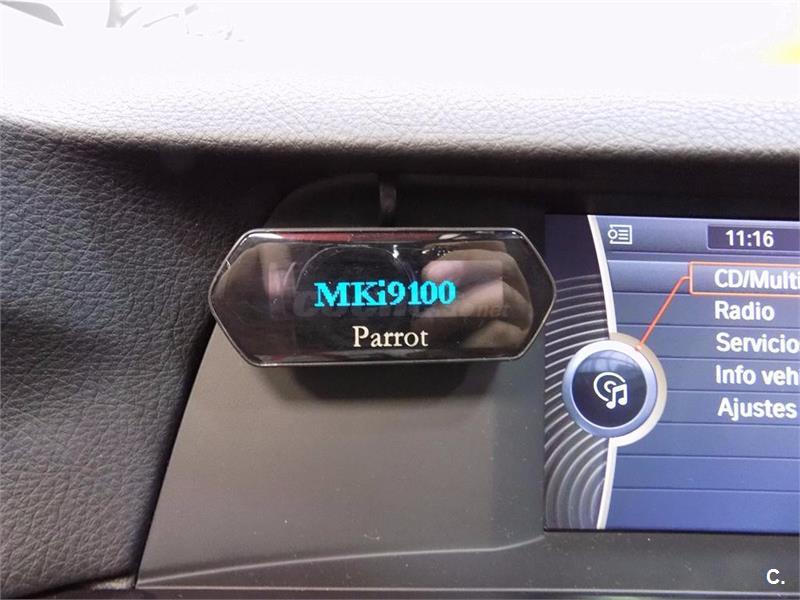 MKi9100
Parrot
11:16
CD/Multi
Radio
Servicio
Info veh
Ajustes
C.